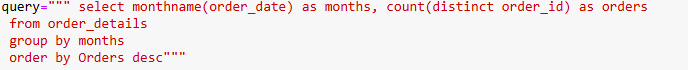 query=""" select monthname(order_date) as months, count(distinct order_id) as orders
from order_details
group by months
order by Orders desc"""